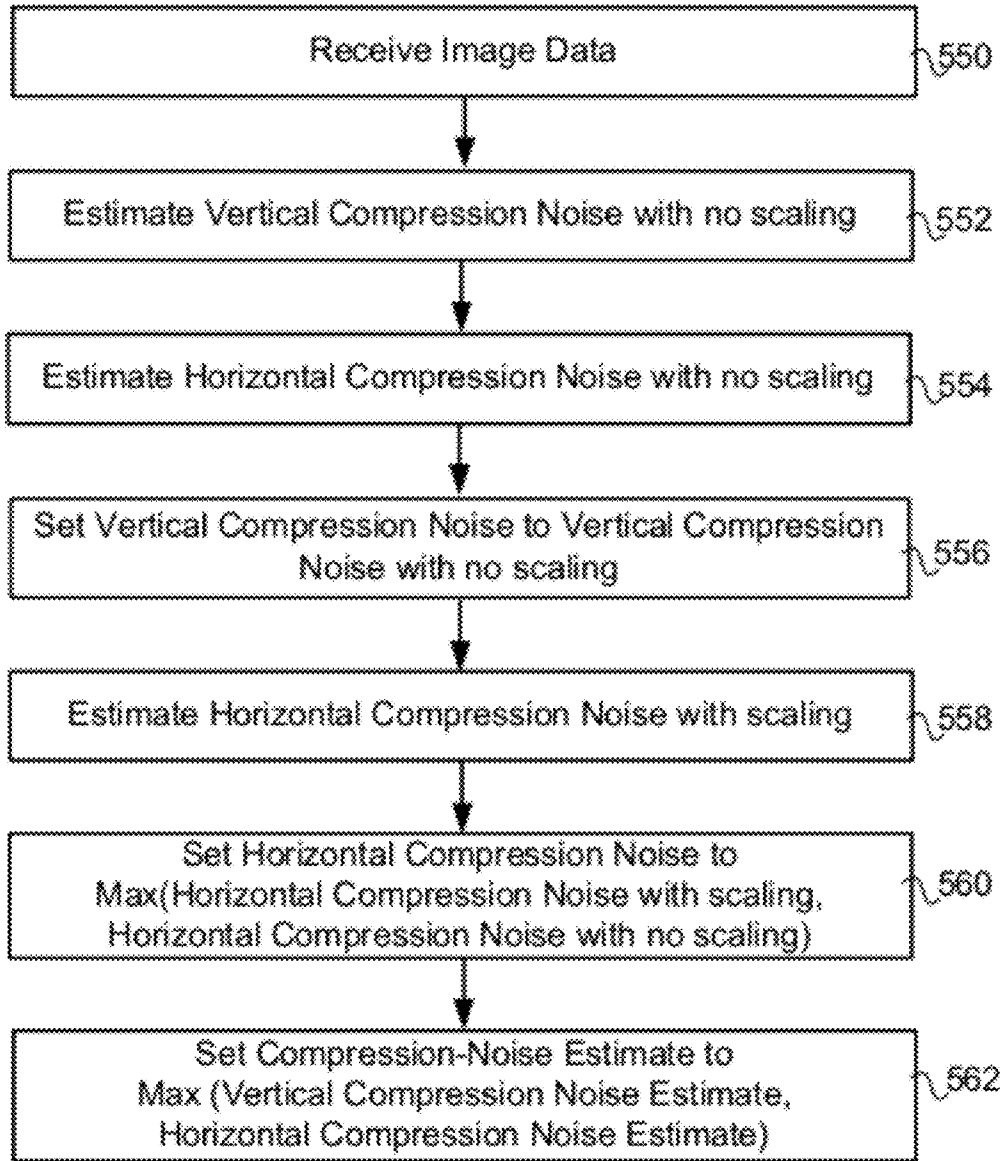 Receive Image Data
550
Estimate Vertical Compression Noise with no scaling
552
Estimate Horizontal Compression Noise with no scaling
554
Set Vertical Compression Noise to Vertical Compression
Noise with no scaling
556
Estimate Horizontal Compression Noise with scaling
558
Set Horizontal Compression Noise to
Max(Horizontal Compression Noise with scaling,
Horizontal Compression Noise with no scaling)
560
Set Compression-Noise Estimate to
Max (Vertical Compression Noise Estimate,
Horizontal Compression Noise Estimate)
562